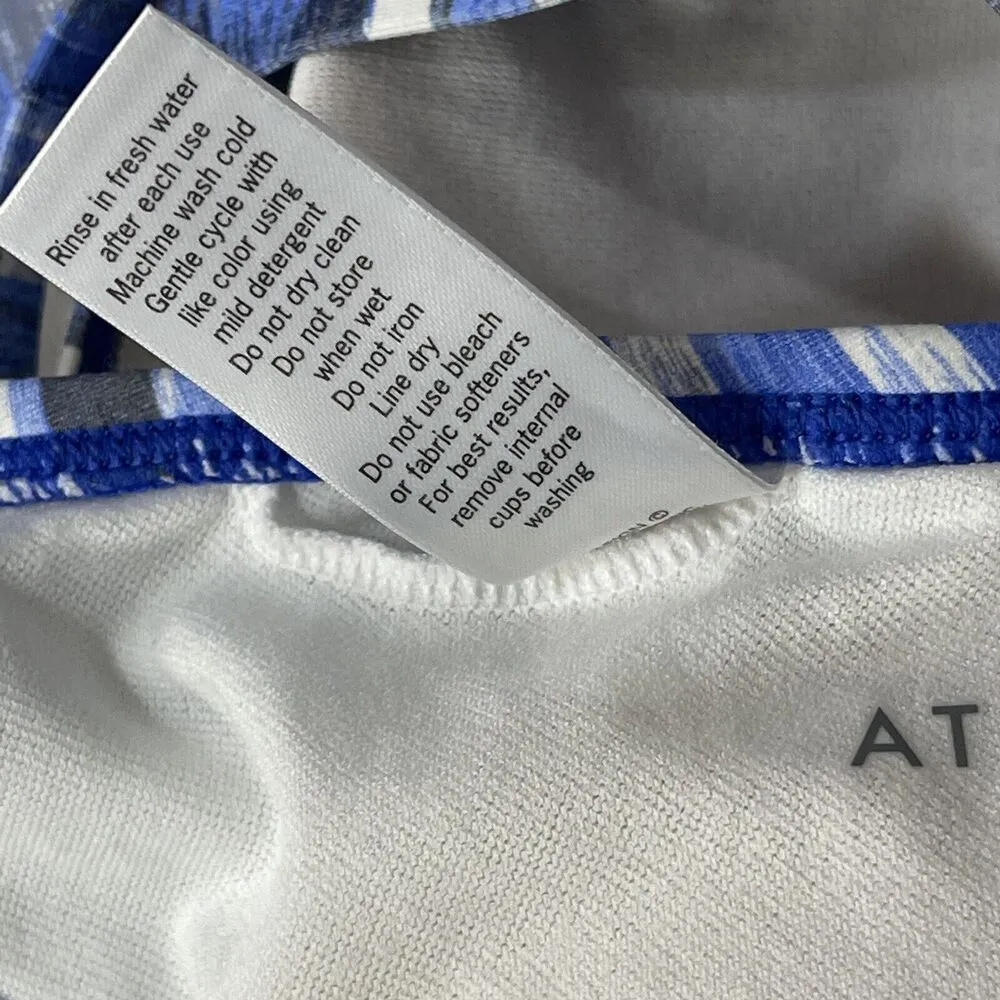 Rinse in fresh water
after each use
Machine wash cold
Gentle cycle with
like color using
mild detergent
Do not dry clean
Do not store
when wet
Do not iron
Line dry
Do not use bleach
or fabric softeners
For best results,
remove internal
cups before
washing
AT